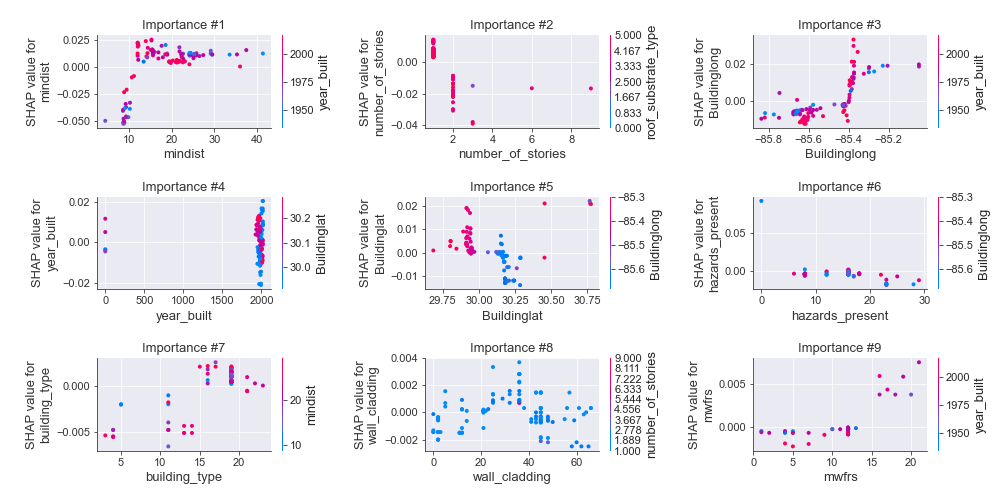 Importance #1
0.025
0.000
−0.025
−0.050
10
20
30
40
mindist
SHAP value for
mindist
2000
1975
1950
year_built
Importance #2
0.00
−0.02
−0.04
2
4
6
8
number_of_stories
SHAP value for
number_of_stories
5.000
4.167
3.333
2.500
1.667
0.833
0.000
roof_substrate_type
Importance #3
0.02
0.00
−85.8
−85.6
−85.4
−85.2
Buildinglong
SHAP value for
Buildinglong
2000
1975
1950
year_built
Importance #4
0.02
0.00
−0.02
0
500
1000
1500
2000
year_built
SHAP value for
year_built
30.2
30.1
30.0
Buildinglat
Importance #5
0.02
0.01
0.00
−0.01
29.75
30.00
30.25
30.50
30.75
Buildinglat
SHAP value for
Buildinglat
−85.3
−85.4
−85.5
−85.6
Buildinglong
Importance #6
0.05
0.00
0
10
20
30
hazards_present
SHAP value for
hazards_present
−85.3
−85.4
−85.5
−85.6
Buildinglong
Importance #7
0.000
−0.005
5
10
15
20
building_type
SHAP value for
building_type
20
10
mindist
Importance #8
0.004
0.002
0.000
−0.002
0
20
40
60
wall_cladding
SHAP value for
wall_cladding
9.000
8.111
7.222
6.333
5.444
4.556
3.667
2.778
1.889
1.000
number_of_stories
Importance #9
0.005
0.000
0
5
10
15
20
mwfrs
SHAP value for
mwfrs
2000
1975
1950
year_built